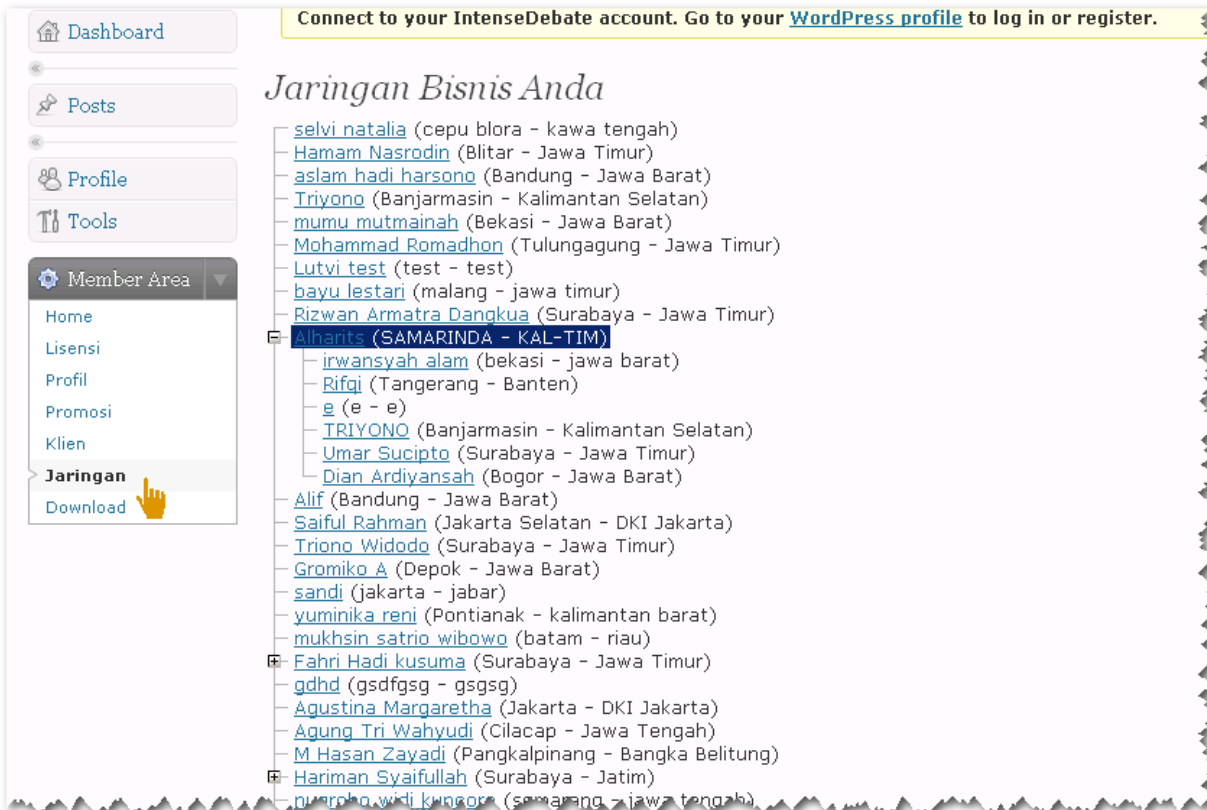 Dashboard
Posts
Profile
Tools
Member Area
Home
Lisensi
Profil
Promosi
Klien
Jaringan
Download
Connect to your IntenseDebate account. Go to your WordPress profile to log in or register.
Jaringan Bisnis Anda
selvi natalia (cepu blora - kawa tengah)
Hamam Nasrodin (Blitar - Jawa Timur)
aslam hadi harsono (Bandung - Jawa Barat)
Triyono (Banjarmasin - Kalimantan Selatan)
mumu mutmainah (Bekasi - Jawa Barat)
Mohammad Romadhon (Tulungagung - Jawa Timur)
Lutvi test (test - test)
bayu lestari (malang - jawa timur)
Rizwan Armatra Dangkua (Surabaya - Jawa Timur)
Alharits (SAMARINDA - KAL-TIM)
irwansyah alam (bekasi - jawa barat)
Rifqi (Tangerang - Banten)
e (e - e)
TRIYONO (Banjarmasin - Kalimantan Selatan)
Umar Sucipto (Surabaya - Jawa Timur)
Dian Ardiyansah (Bogor - Jawa Barat)
Alif (Bandung - Jawa Barat)
Saiful Rahman (Jakarta Selatan - DKI Jakarta)
Triono Widodo (Surabaya - Jawa Timur)
Gromiko A (Depok - Jawa Barat)
sandi (jakarta - jabar)
yuminika reni (Pontianak - kalimantan barat)
mukhsin satrio wibowo (batam - riau)
Fahri Hadi kusuma (Surabaya - Jawa Timur)
gdhd (gsdfgsg - gsgsg)
Agustina Margaretha (Jakarta - DKI Jakarta)
Agung Tri Wahyudi (Cilacap - Jawa Tengah)
M Hasan Zayadi (Pangkalpinang - Bangka Belitung)
Hariman Syaifullah (Surabaya - Jatim)
nugroho widi kuncoro (semarang - jawa tengah)